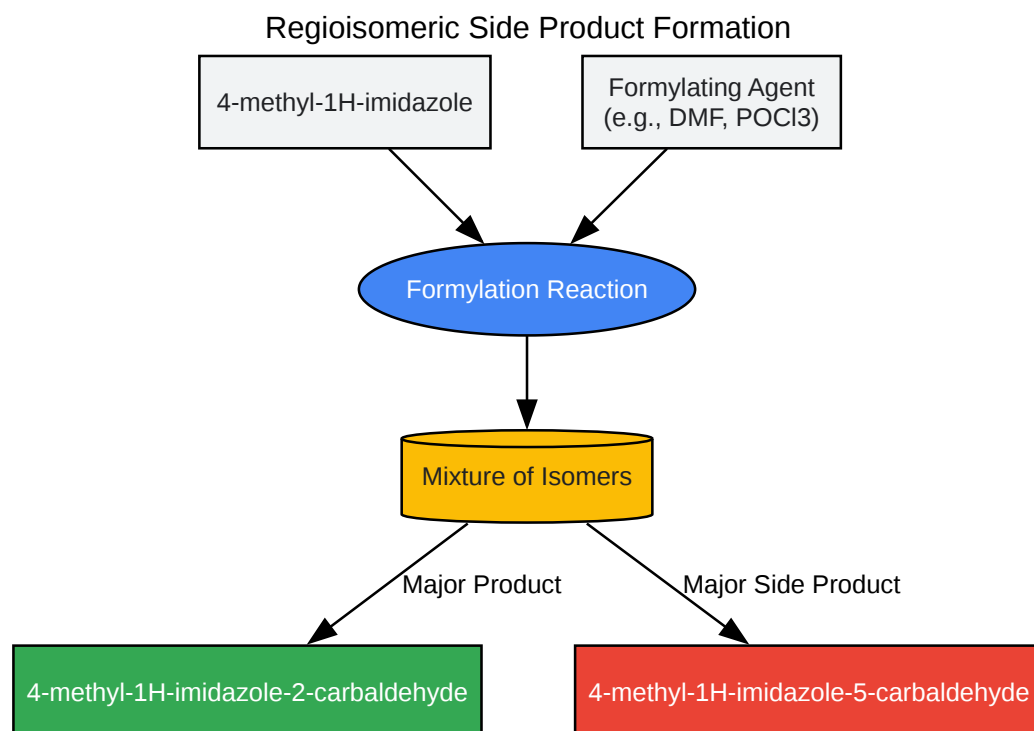 Regioisomeric Side Product Formation
4-methyl-1H-imidazole
Formylating Agent
(e.g., DMF, POCl3)
Formylation Reaction
Mixture of Isomers
Major Product
Major Side Product
4-methyl-1H-imidazole-2-carbaldehyde
4-methyl-1H-imidazole-5-carbaldehyde